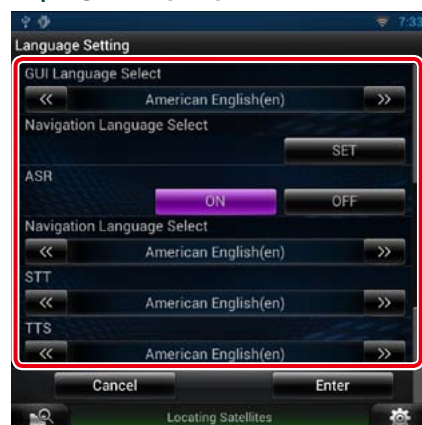 7:33
Language Setting
GUI Language Select
« American English(en) »
Navigation Language Select
SET
ASR
ON OFF
Navigation Language Select
« American English(en) »
STT
« American English(en) »
TTS
« American English(en) »
Cancel Enter
Locating Satellites